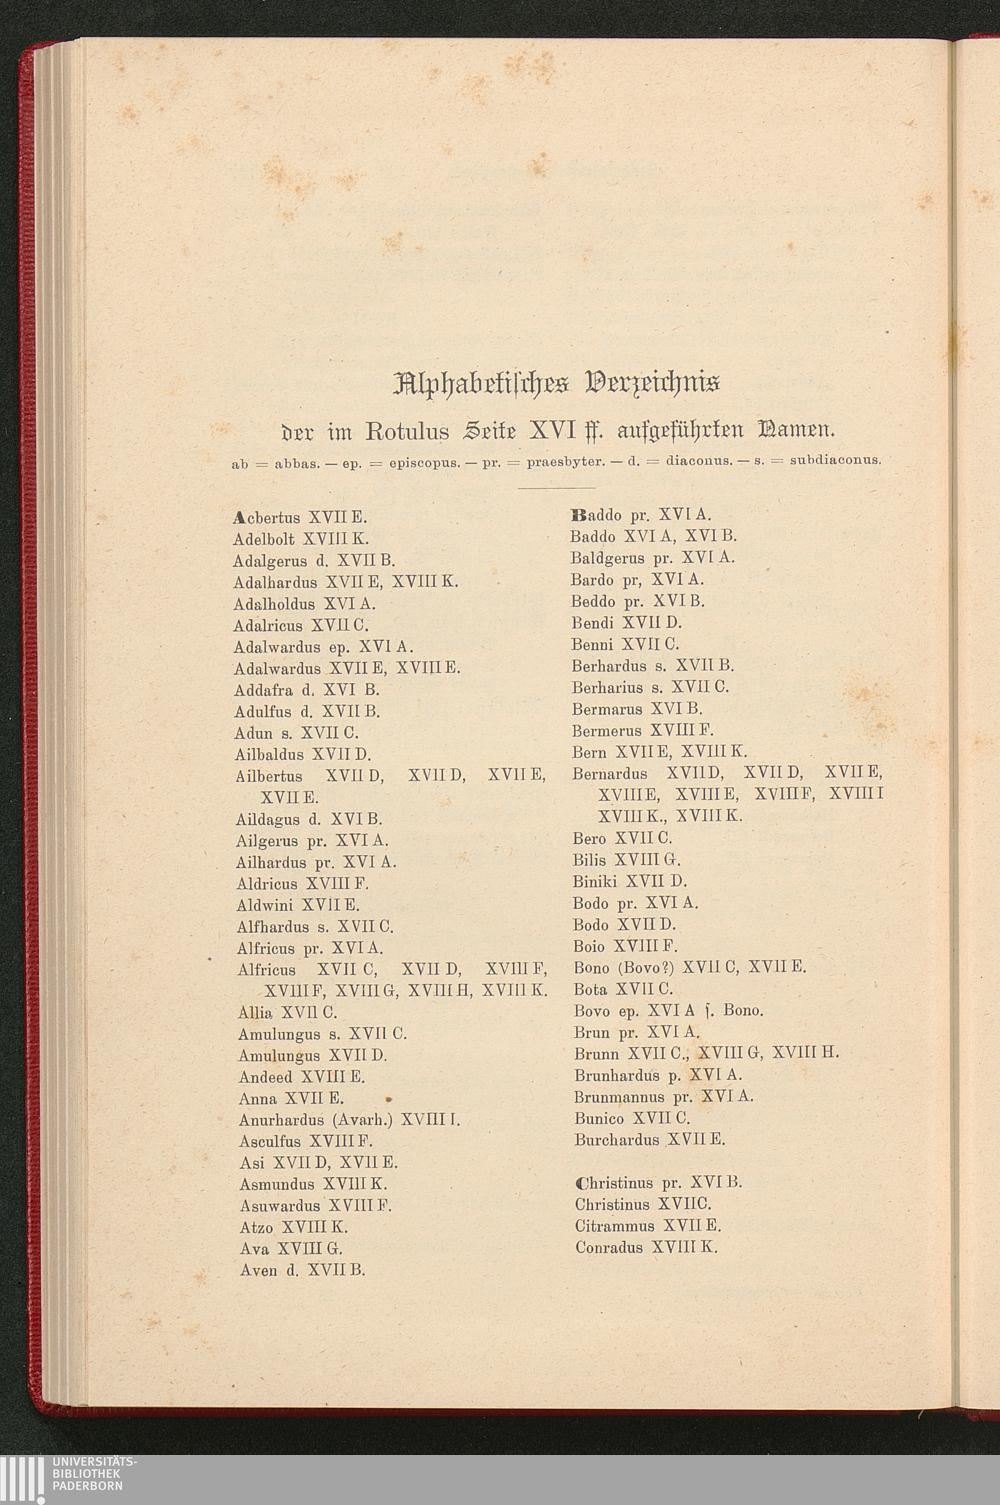 Alphabetisches Verzeichnis
der im Rotulus Seite XVI ff. aufgeführten Namen.
ab = abbas. — ep. = episcopus. — pr. = praesbyter. — d. = diaconus. — s. = subdiaconus.
Acbertus XVII E.
Adelbolt XVIII K.
Adalgerus d. XVII B.
Adalhardus XVII E, XVIII K.
Adalholdus XVI A.
Adalricus XVII C.
Adalwardus ep. XVI A.
Adalwardus XVII E, XVIII E.
Addafra d. XVI B.
Adulfus d. XVII B.
Adun s. XVII C.
Ailbaldus XVII D.
Ailbertus XVII D, XVII D, XVII E,
XVII E.
Aildagus d. XVI B.
Ailgerus pr. XVI A.
Ailhardus pr. XVI A.
Aldricus XVIII F.
Aldwini XVII E.
Alfhardus s. XVII C.
Alfricus pr. XVI A.
Alfricus XVII C, XVII D, XVIII F,
XVIII F, XVIII G, XVIII H, XVIII K.
Allia XVII C.
Amulungus s. XVII C.
Amulungus XVII D.
Andeed XVIII E.
Anna XVII E.
Anurhardus (Avarh.) XVIII I.
Asculfus XVIII F.
Asi XVII D, XVII E.
Asmundus XVIII K.
Asuwardus XVIII F.
Atzo XVIII K.
Ava XVIII G.
Aven d. XVII B.
Baddo pr. XVI A.
Baddo XVI A, XVI B.
Baldgerus pr. XVI A.
Bardo pr, XVI A.
Beddo pr. XVI B.
Bendi XVII D.
Benni XVII C.
Berhardus s. XVII B.
Berharius s. XVII C.
Bermarus XVI B.
Bermerus XVIII F.
Bern XVII E, XVIII K.
Bernardus XVII D, XVII D, XVII E,
XVIII E, XVIII E, XVIII F, XVIII I
XVIII K., XVIII K.
Bero XVII C.
Bilis XVIII G.
Biniki XVII D.
Bodo pr. XVI A.
Bodo XVII D.
Boio XVIII F.
Bono (Bovo?) XVII C, XVII E.
Bota XVII C.
Bovo ep. XVI A s. Bono.
Brun pr. XVI A.
Brunn XVII C., XVIII G, XVIII H.
Brunhardus p. XVI A.
Brunmannus pr. XVI A.
Bunico XVII C.
Burchardus XVII E.
Christinus pr. XVI B.
Christinus XVII C.
Citrammus XVII E.
Conradus XVIII K.
UNIVERSITÄTS-
BIBLIOTHEK
PADERBORN